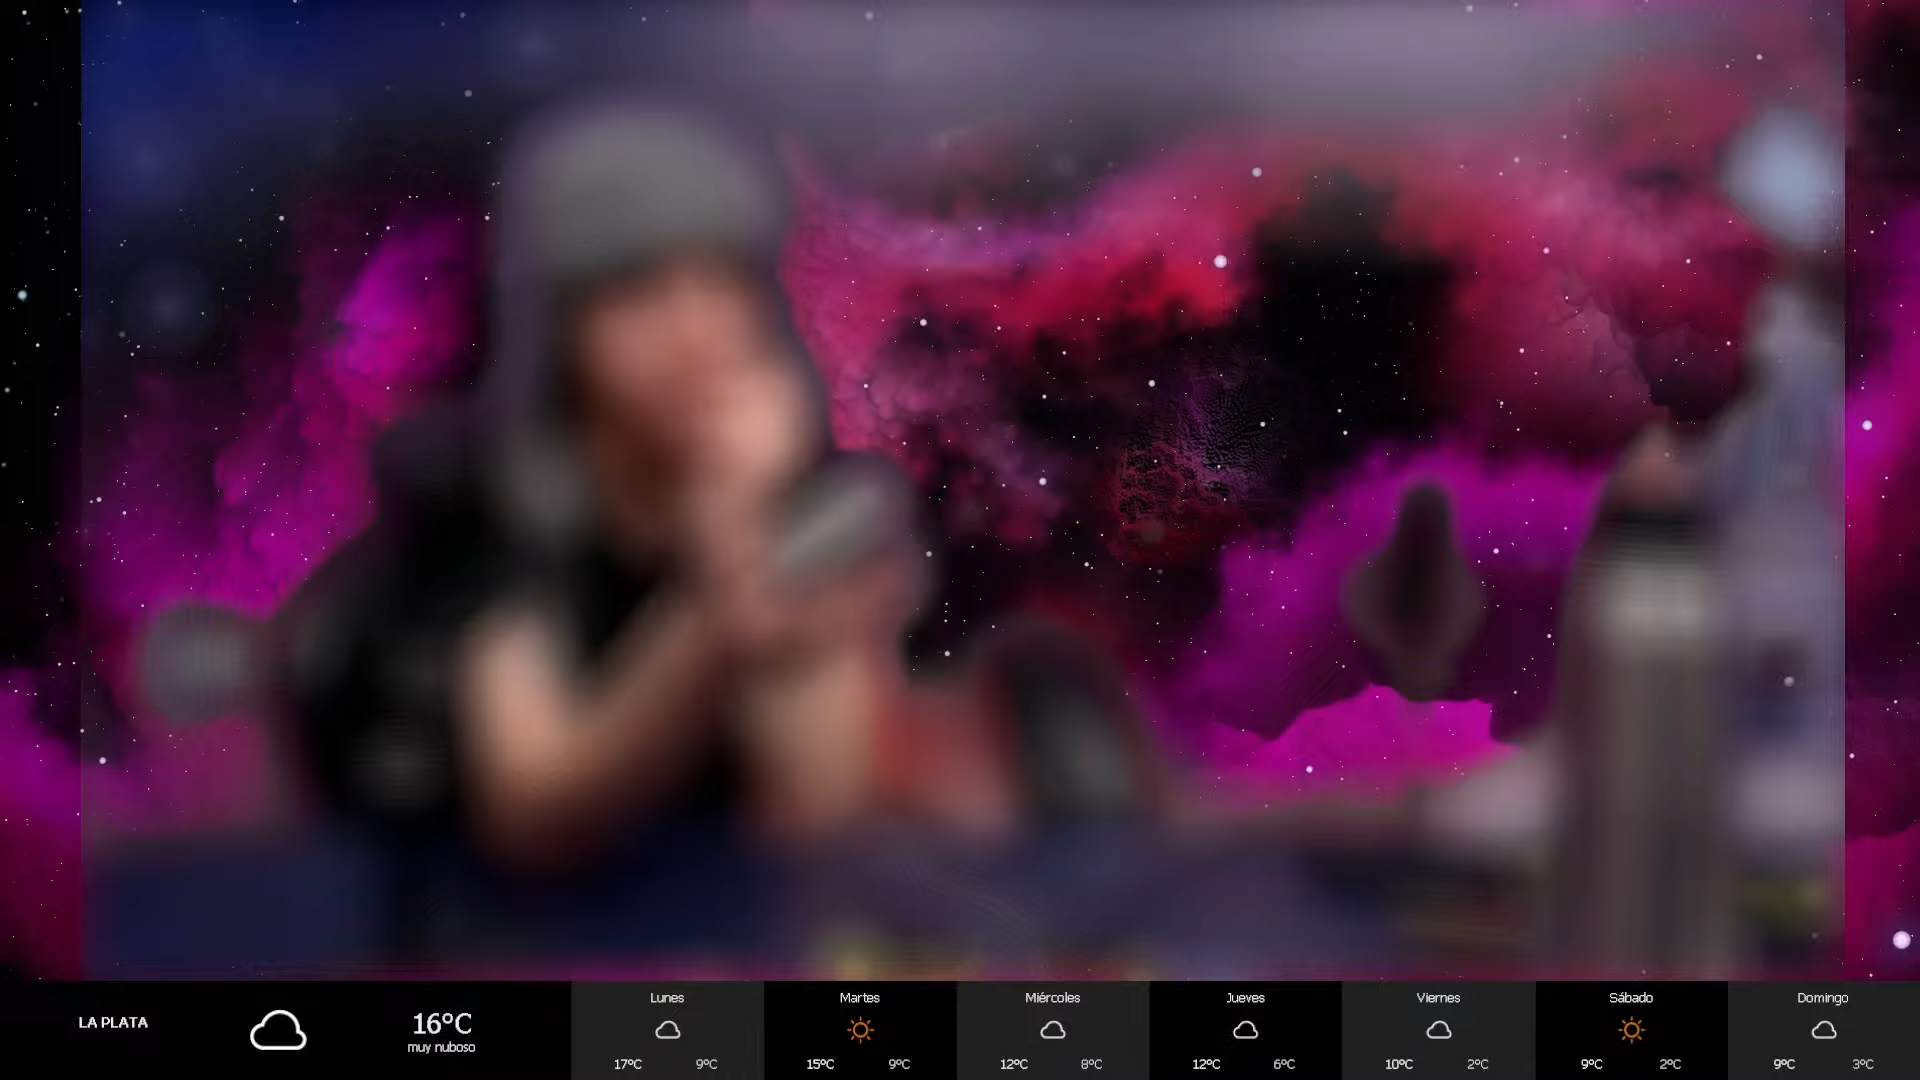 LA PLATA
16°C
muy nuboso
Lunes
17°C 9°C
Martes
15°C 9°C
Miércoles
12°C 8°C
Jueves
12°C 6°C
Viernes
10°C 2°C
Sábado
9°C 2°C
Domingo
9°C 3°C